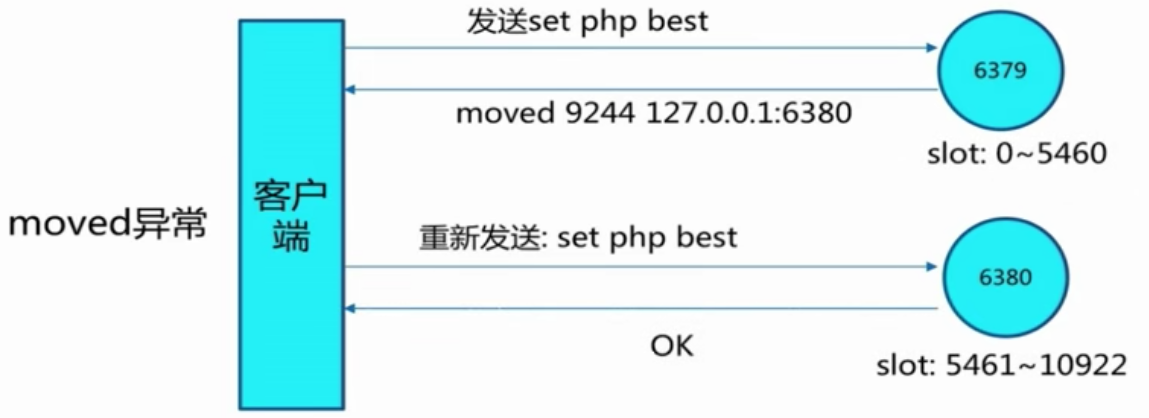 发送set php best
6379
moved 9244 127.0.0.1:6380
slot: 0~5460
moved异常
客户
端
重新发送: set php best
6380
OK
slot: 5461~10922